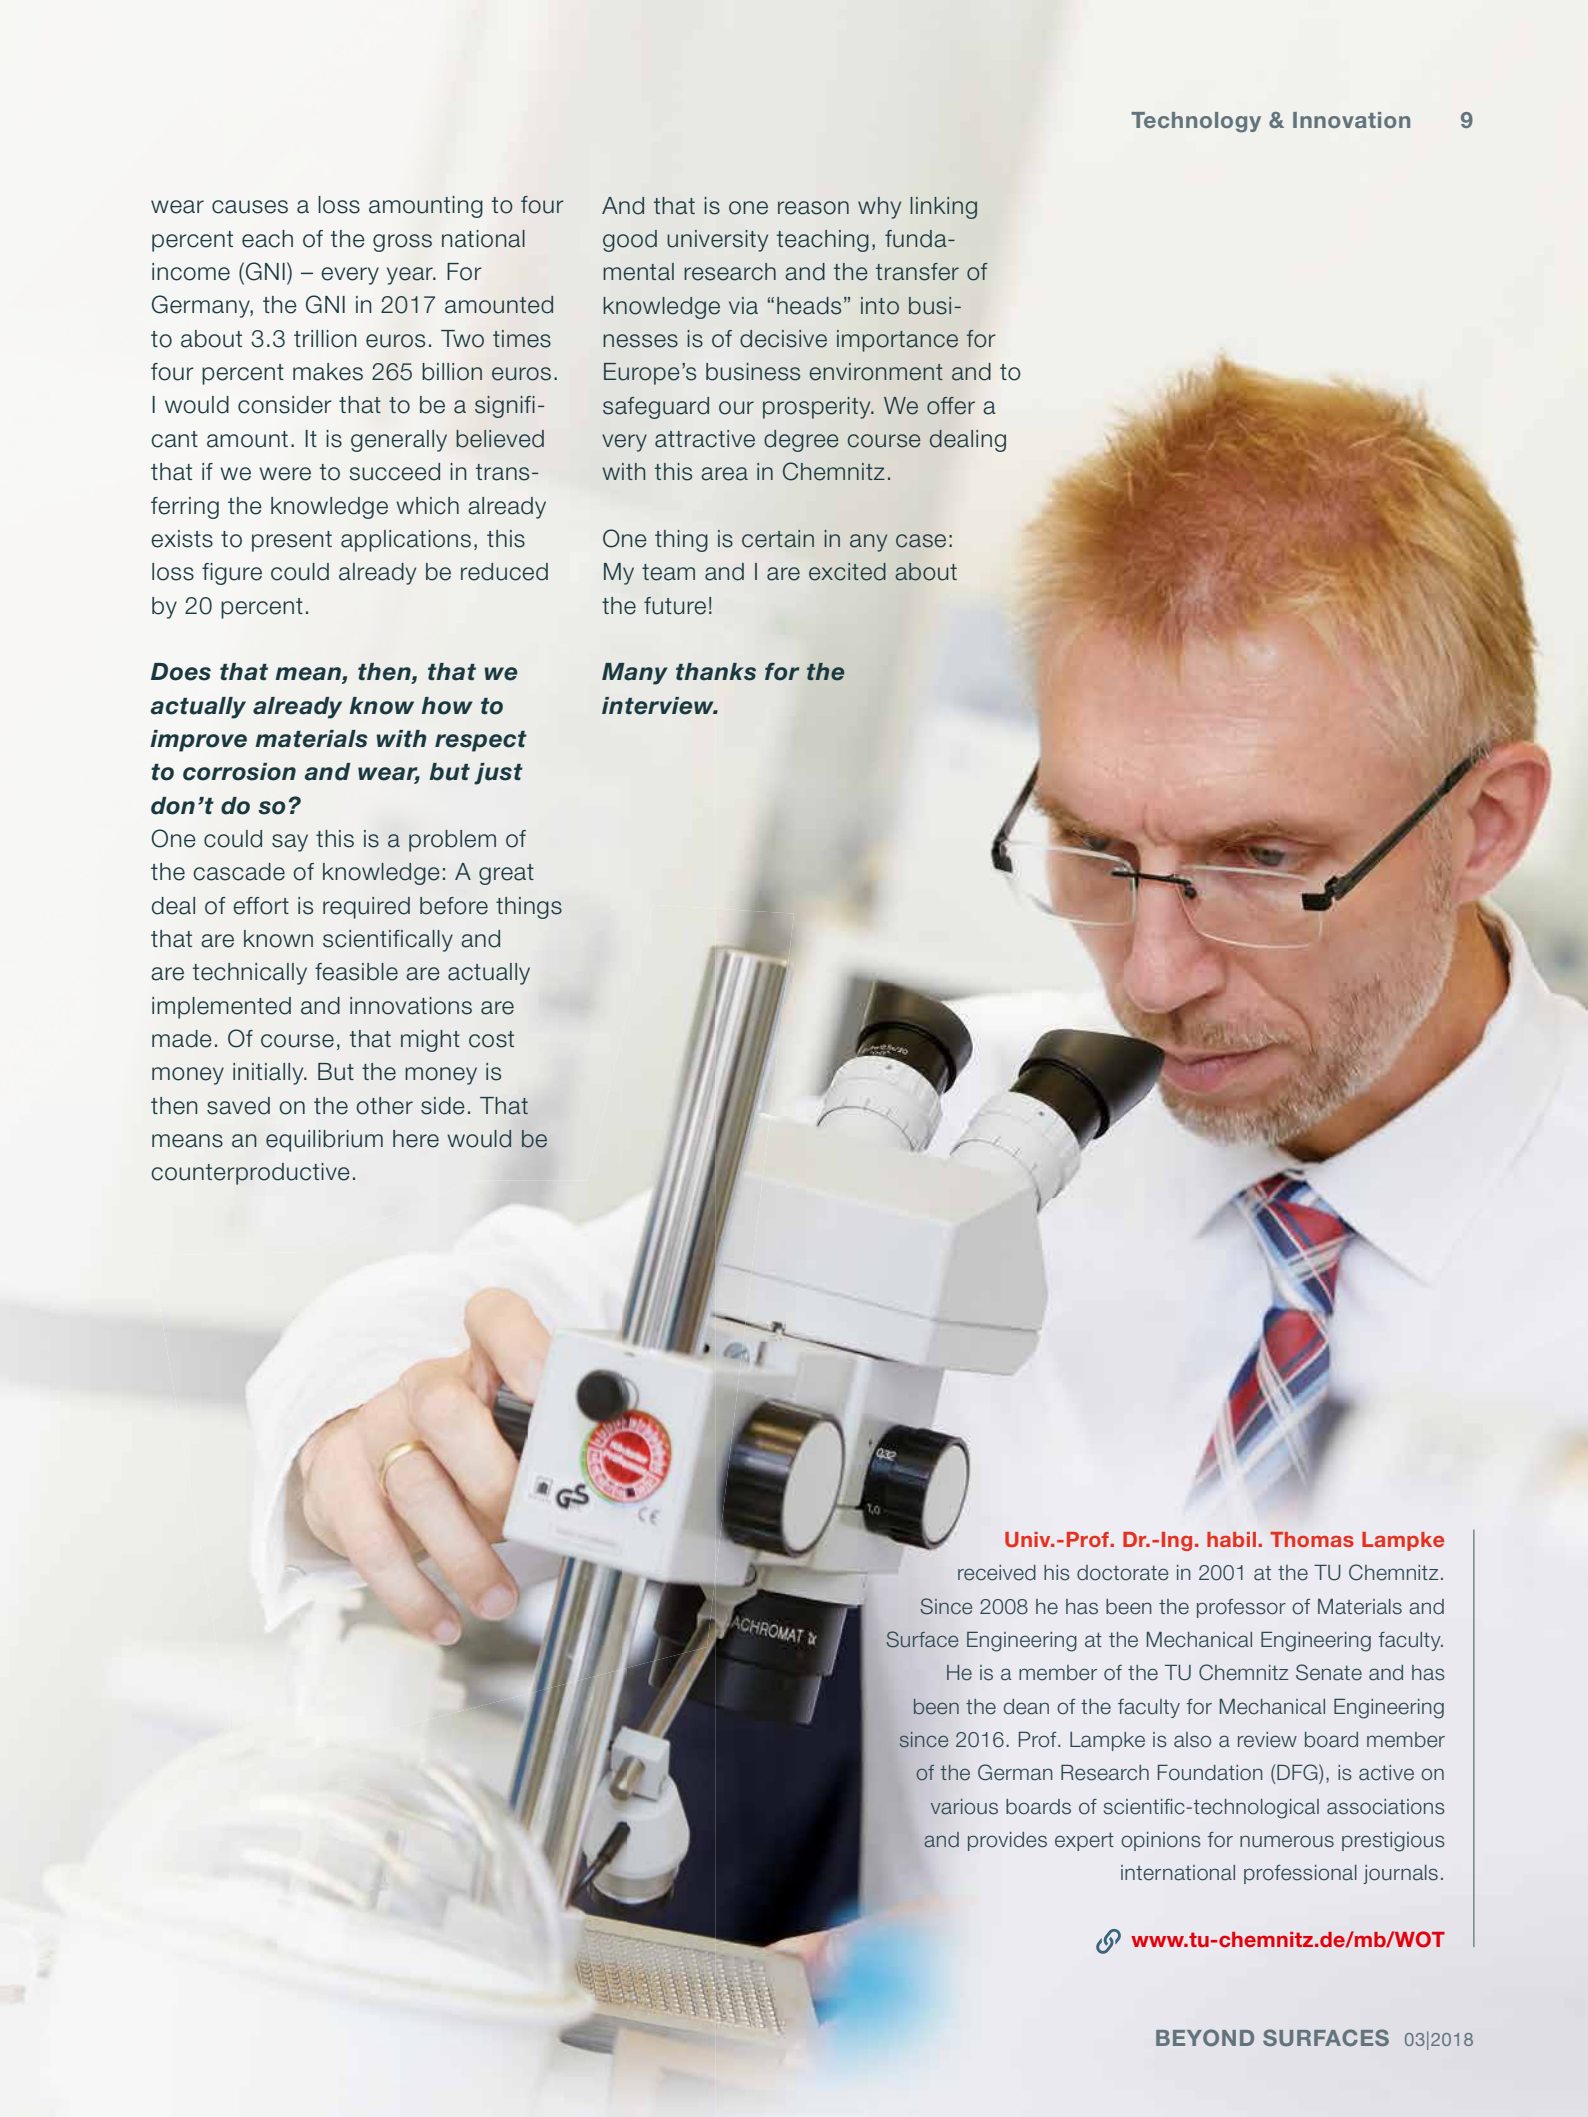 Technology & Innovation 9
wear causes a loss amounting to four
percent each of the gross national
income (GNI) – every year. For
Germany, the GNI in 2017 amounted
to about 3.3 trillion euros. Two times
four percent makes 265 billion euros.
I would consider that to be a signifi-
cant amount. It is generally believed
that if we were to succeed in trans-
ferring the knowledge which already
exists to present applications, this
loss figure could already be reduced
by 20 percent.
Does that mean, then, that we
actually already know how to
improve materials with respect
to corrosion and wear, but just
don’t do so?
One could say this is a problem of
the cascade of knowledge: A great
deal of effort is required before things
that are known scientifically and
are technically feasible are actually
implemented and innovations are
made. Of course, that might cost
money initially. But the money is
then saved on the other side. That
means an equilibrium here would be
counterproductive.
And that is one reason why linking
good university teaching, funda-
mental research and the transfer of
knowledge via “heads” into busi-
nesses is of decisive importance for
Europe’s business environment and to
safeguard our prosperity. We offer a
very attractive degree course dealing
with this area in Chemnitz.
One thing is certain in any case:
My team and I are excited about
the future!
Many thanks for the
interview.
GS
CE
0,32
1,0
ACHROMAT 1x
Univ.-Prof. Dr.-Ing. habil. Thomas Lampke
received his doctorate in 2001 at the TU Chemnitz.
Since 2008 he has been the professor of Materials and
Surface Engineering at the Mechanical Engineering faculty.
He is a member of the TU Chemnitz Senate and has
been the dean of the faculty for Mechanical Engineering
since 2016. Prof. Lampke is also a review board member
of the German Research Foundation (DFG), is active on
various boards of scientific-technological associations
and provides expert opinions for numerous prestigious
international professional journals.
www.tu-chemnitz.de/mb/WOT
BEYOND SURFACES 03|2018